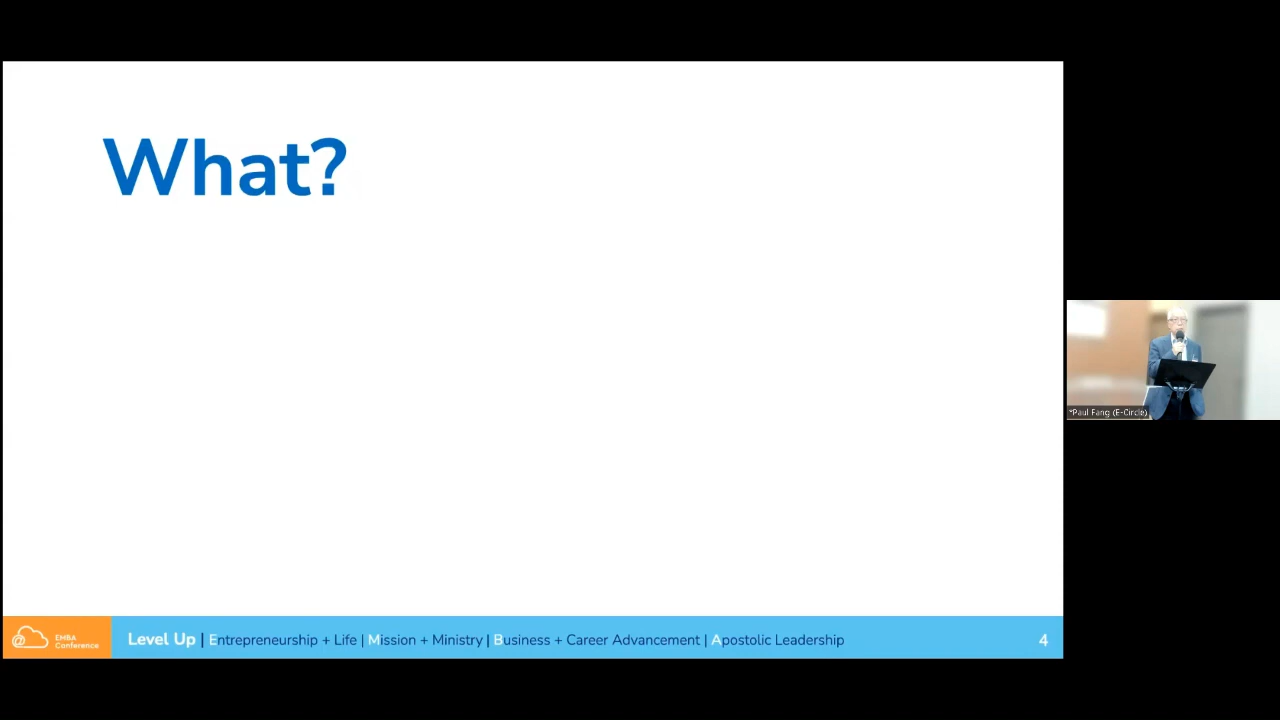 What?
*Paul Fang (E-Circle)
@ EMBA
Conference
Level Up | Entrepreneurship + Life | Mission + Ministry | Business + Career Advancement | Apostolic Leadership
4